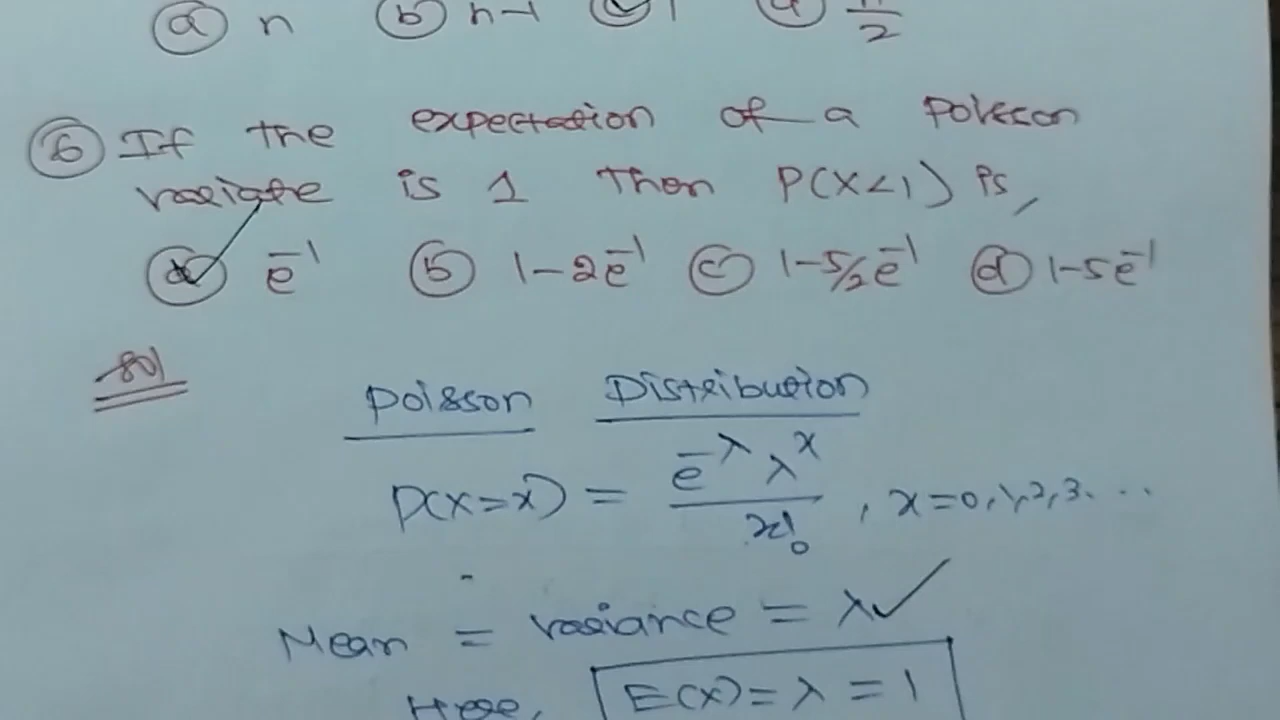 ⓐ n ⓑ n-1 ⓒ 1 ⓓ n/2
⑥ If the expectation of a Poisson
variate is 1 then P(X<1) is,
ⓐ e⁻¹ ⓑ 1-2e⁻¹ ⓒ 1-5/2e⁻¹ ⓓ 1-5e⁻¹
Sol
Poisson Distribution
P(X=x) = e^-λ λ^x / x! , x=0,1,2,3...
Mean = variance = λ✓
Here, E(X)=λ=1